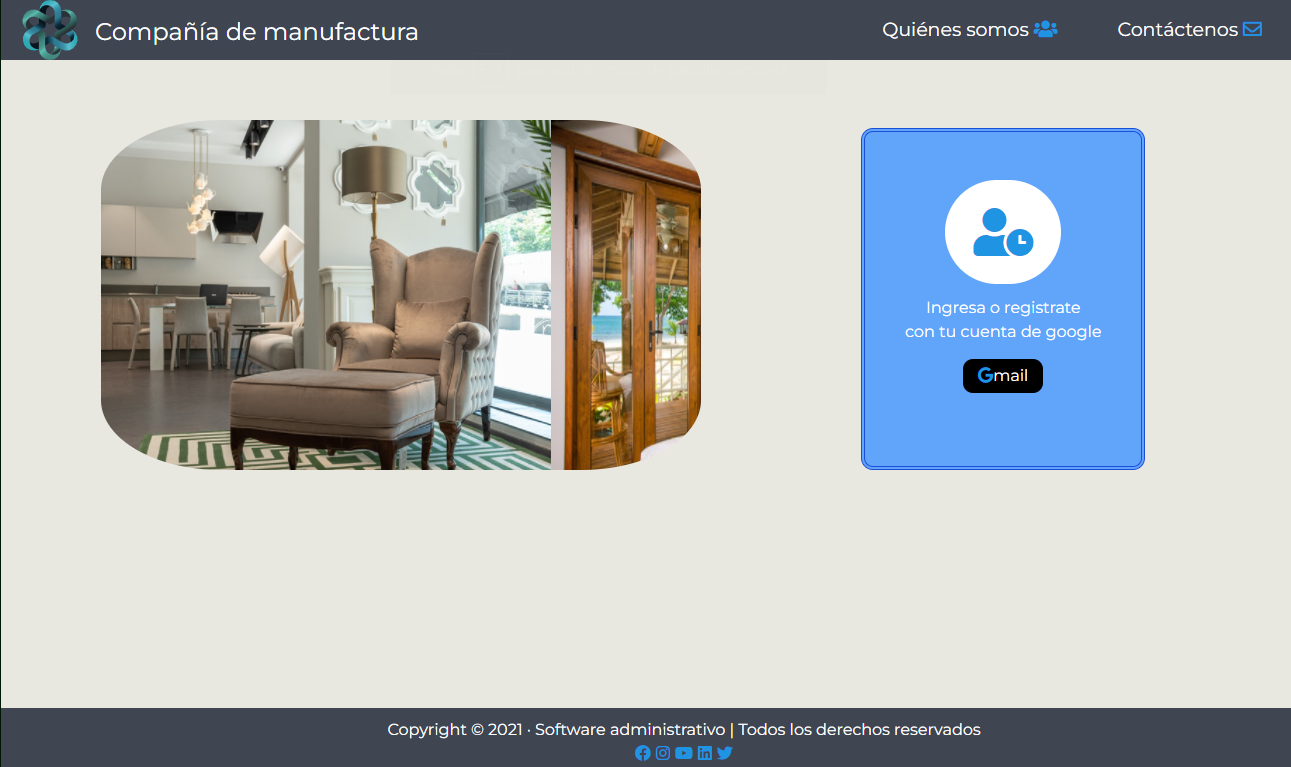 Compañía de manufactura
Quiénes somos
Contáctenos
Ingresa o registrate
con tu cuenta de google
Gmail
Copyright © 2021 · Software administrativo | Todos los derechos reservados